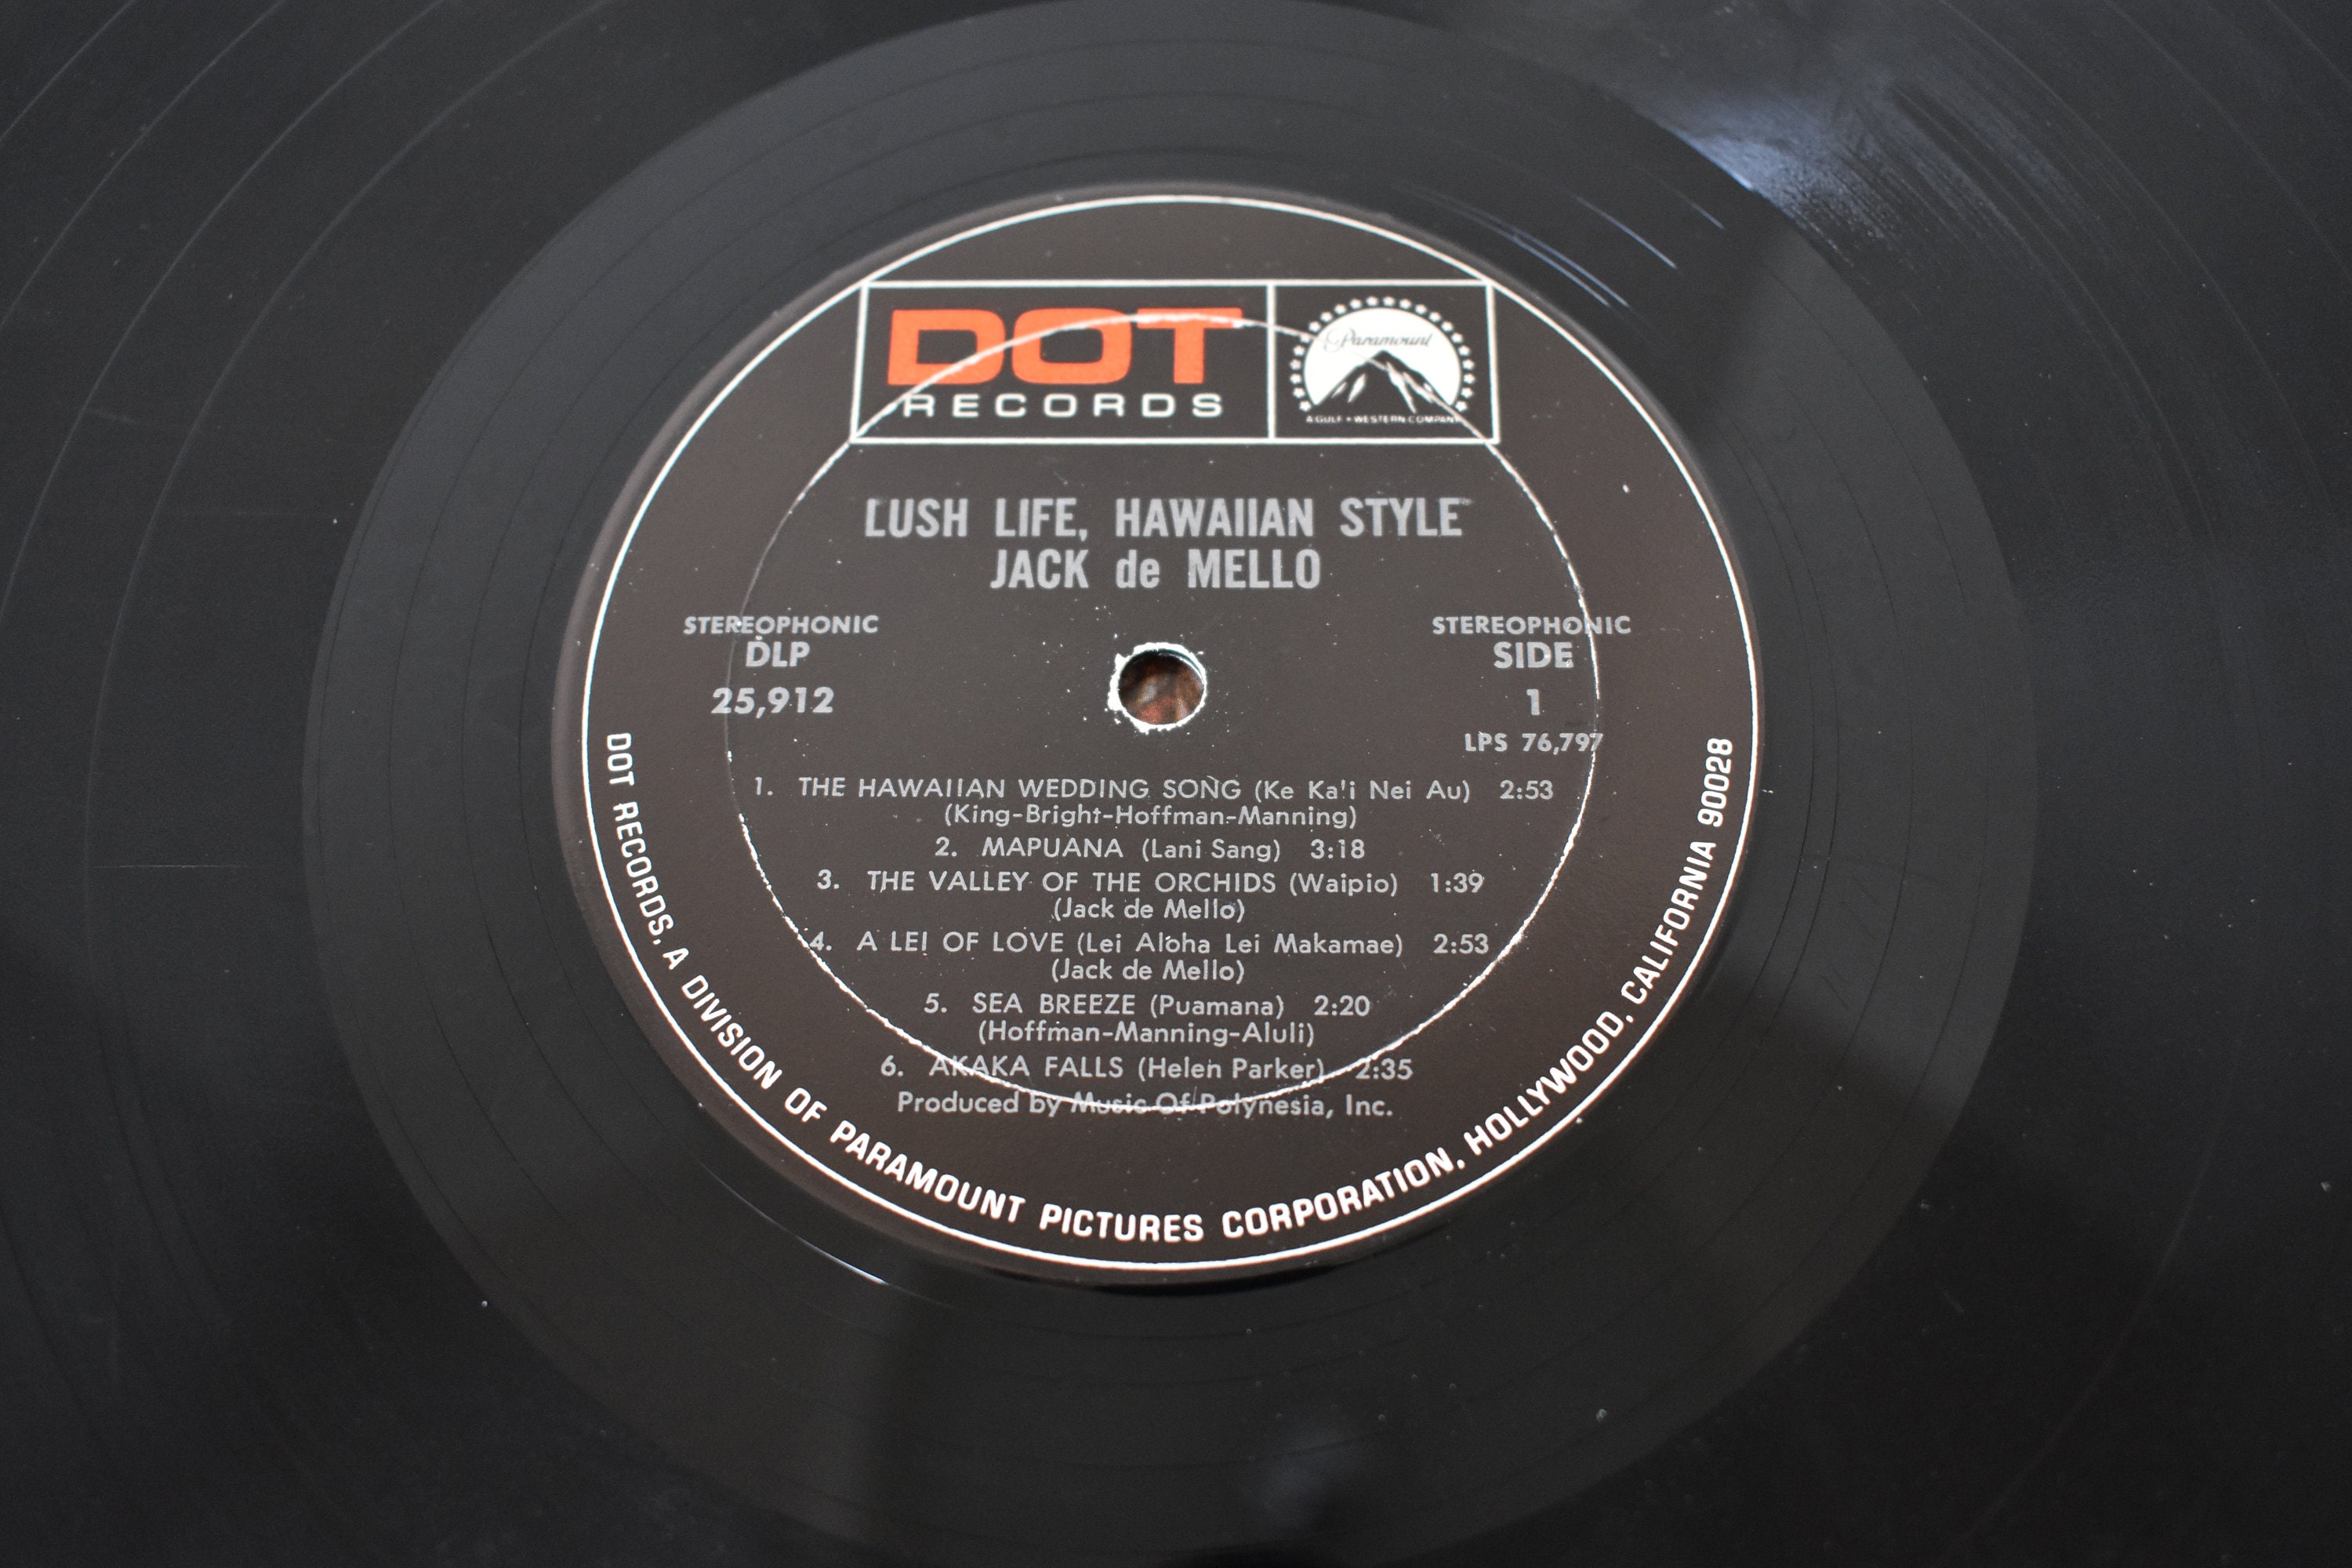 DOT
RECORDS
Paramount
A GULF + WESTERN COMPANY
LUSH LIFE, HAWAIIAN STYLE
JACK de MELLO
STEREOPHONIC
DLP
25,912
STEREOPHONIC
SIDE
1
LPS 76,797
1. THE HAWAIIAN WEDDING SONG (Ke Ka'i Nei Au) 2:53
(King-Bright-Hoffman-Manning)
2. MAPUANA (Lani Sang) 3:18
3. THE VALLEY OF THE ORCHIDS (Waipio) 1:39
(Jack de Mello)
4. A LEI OF LOVE (Lei Aloha Lei Makamae) 2:53
(Jack de Mello)
5. SEA BREEZE (Puamana) 2:20
(Hoffman-Manning-Aluli)
6. AKAKA FALLS (Helen Parker) 2:35
Produced by Music Of Polynesia, Inc.
DOT RECORDS, A DIVISION OF PARAMOUNT PICTURES CORPORATION, HOLLYWOOD, CALIFORNIA 90028